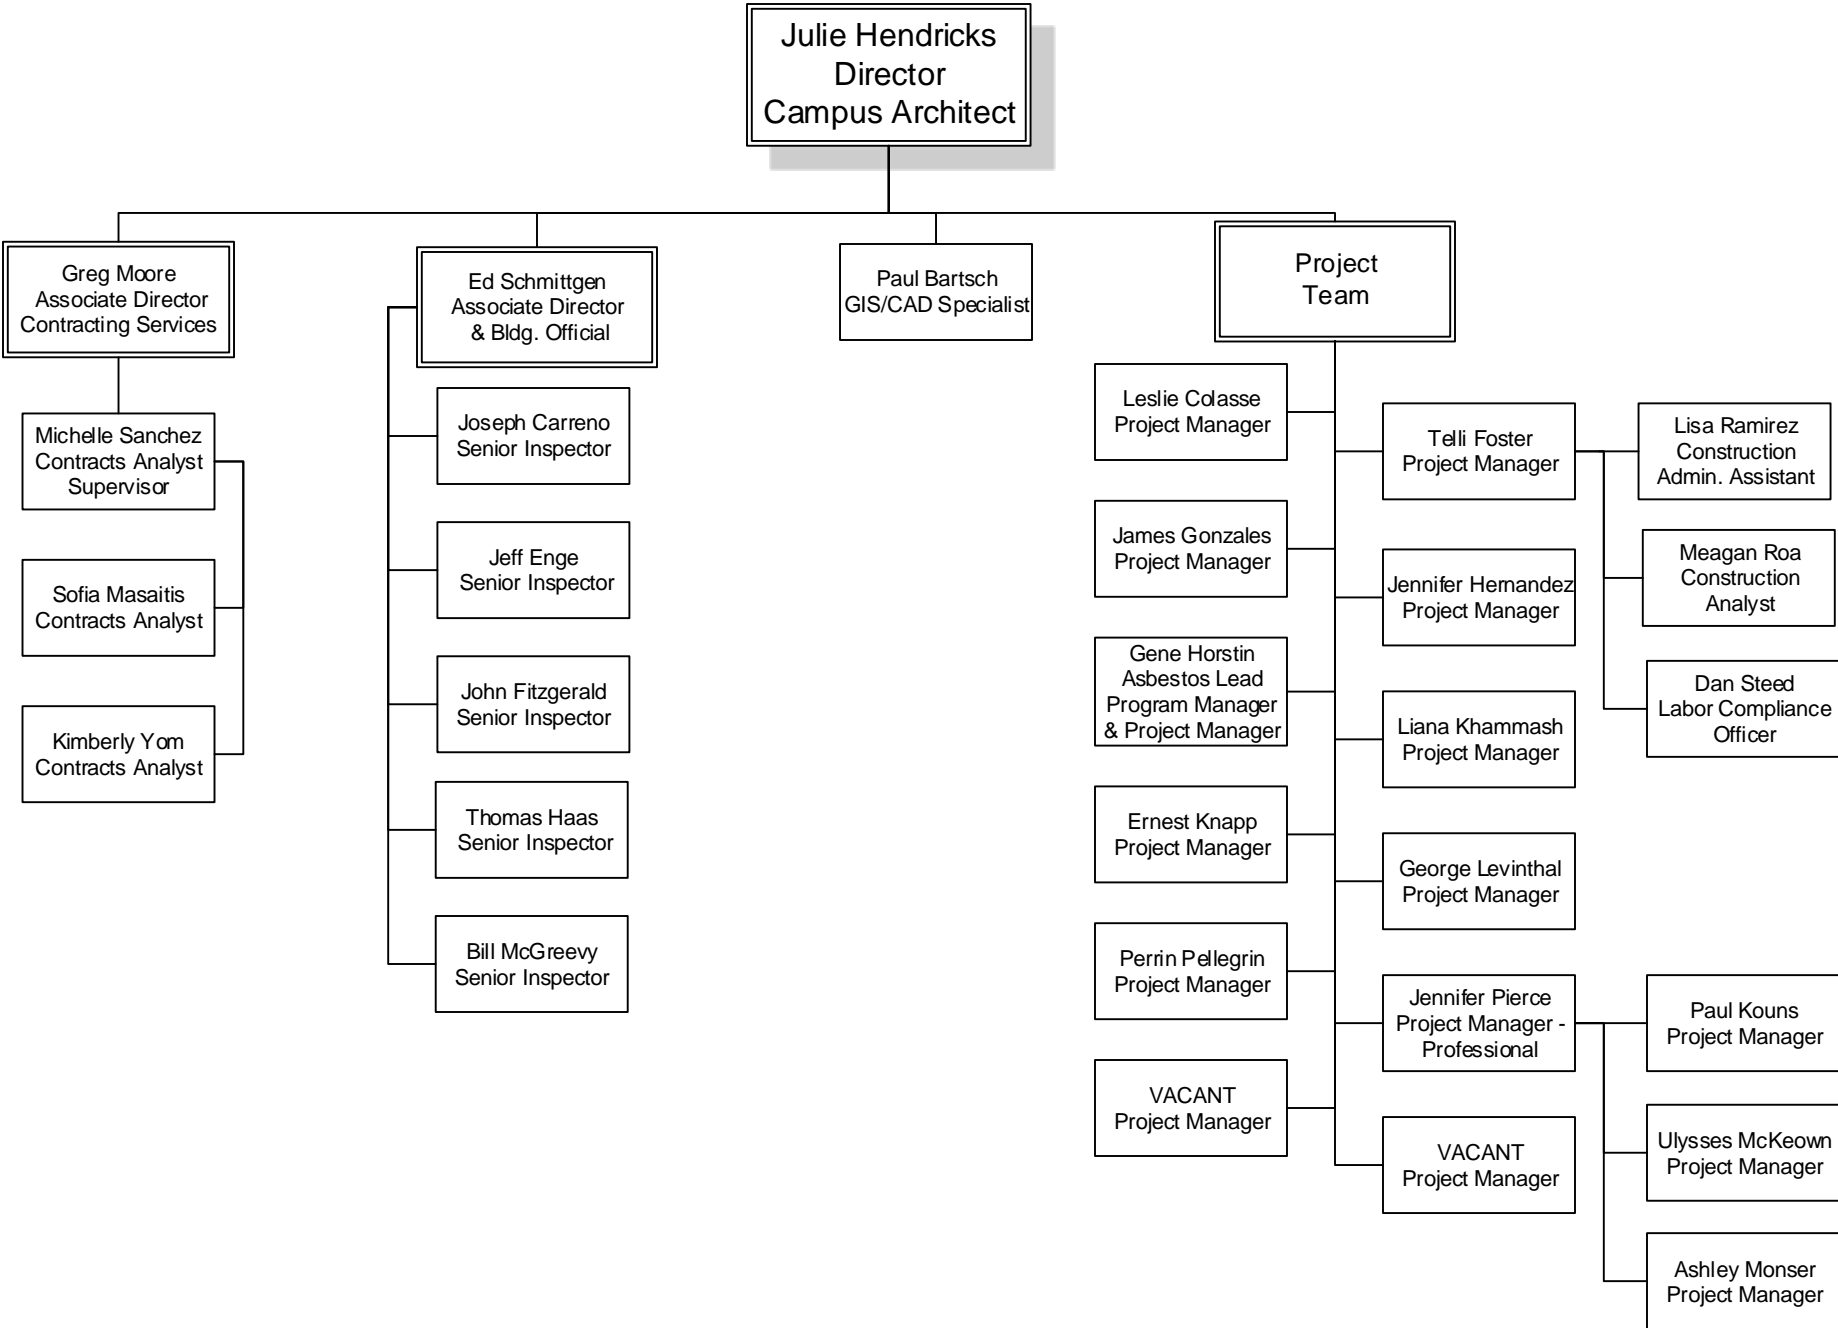 Julie Hendricks
Director
Campus Architect
Greg Moore
Associate Director
Contracting Services
Michelle Sanchez
Contracts Analyst
Supervisor
Sofia Masaitis
Contracts Analyst
Kimberly Yom
Contracts Analyst
Ed Schmittgen
Associate Director
& Bldg. Official
Joseph Carreno
Senior Inspector
Jeff Enge
Senior Inspector
John Fitzgerald
Senior Inspector
Thomas Haas
Senior Inspector
Bill McGreevy
Senior Inspector
Paul Bartsch
GIS/CAD Specialist
Project
Team
Leslie Colasse
Project Manager
James Gonzales
Project Manager
Gene Horstin
Asbestos Lead
Program Manager
& Project Manager
Ernest Knapp
Project Manager
Perrin Pellegrin
Project Manager
VACANT
Project Manager
Telli Foster
Project Manager
Jennifer Hernandez
Project Manager
Liana Khammash
Project Manager
George Levinthal
Project Manager
Jennifer Pierce
Project Manager -
Professional
VACANT
Project Manager
Lisa Ramirez
Construction
Admin. Assistant
Meagan Roa
Construction
Analyst
Dan Steed
Labor Compliance
Officer
Paul Kouns
Project Manager
Ulysses McKeown
Project Manager
Ashley Monser
Project Manager